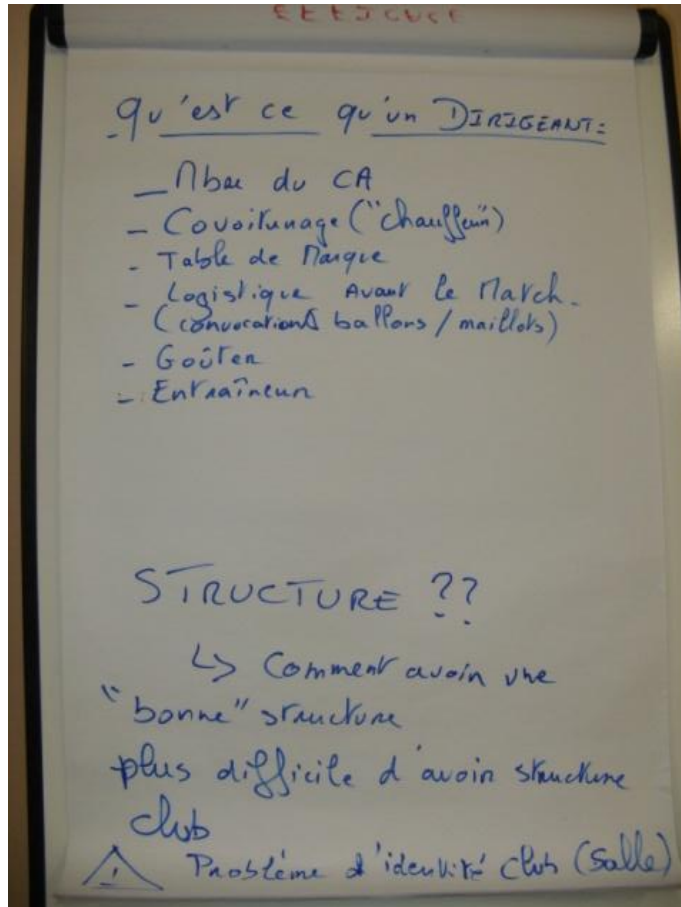 Qu'est ce qu'un DIRIGEANT:
- Mbre du CA
- Covoiturage ("chauffeur")
- Table de Marque
- Logistique Avant le Match.
(convocations ballons / maillots)
- Goûter
- Entraîneur
STRUCTURE ??
↳ Comment avoir une
"bonne" structure
plus difficile d'avoir structure
club
⚠ Problème d'identité club (salle)